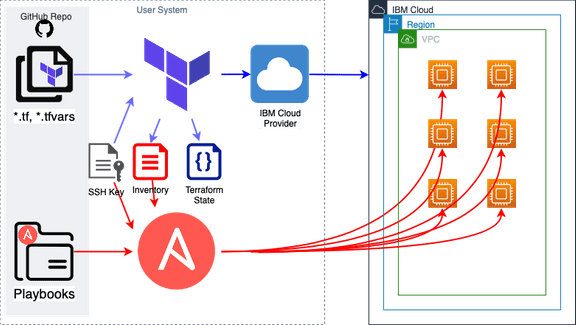 GitHub Repo
User System
IBM Cloud
Region
VPC
*.tf, *.tfvars
IBM Cloud
Provider
SSH Key
Inventory
Terraform
State
Playbooks